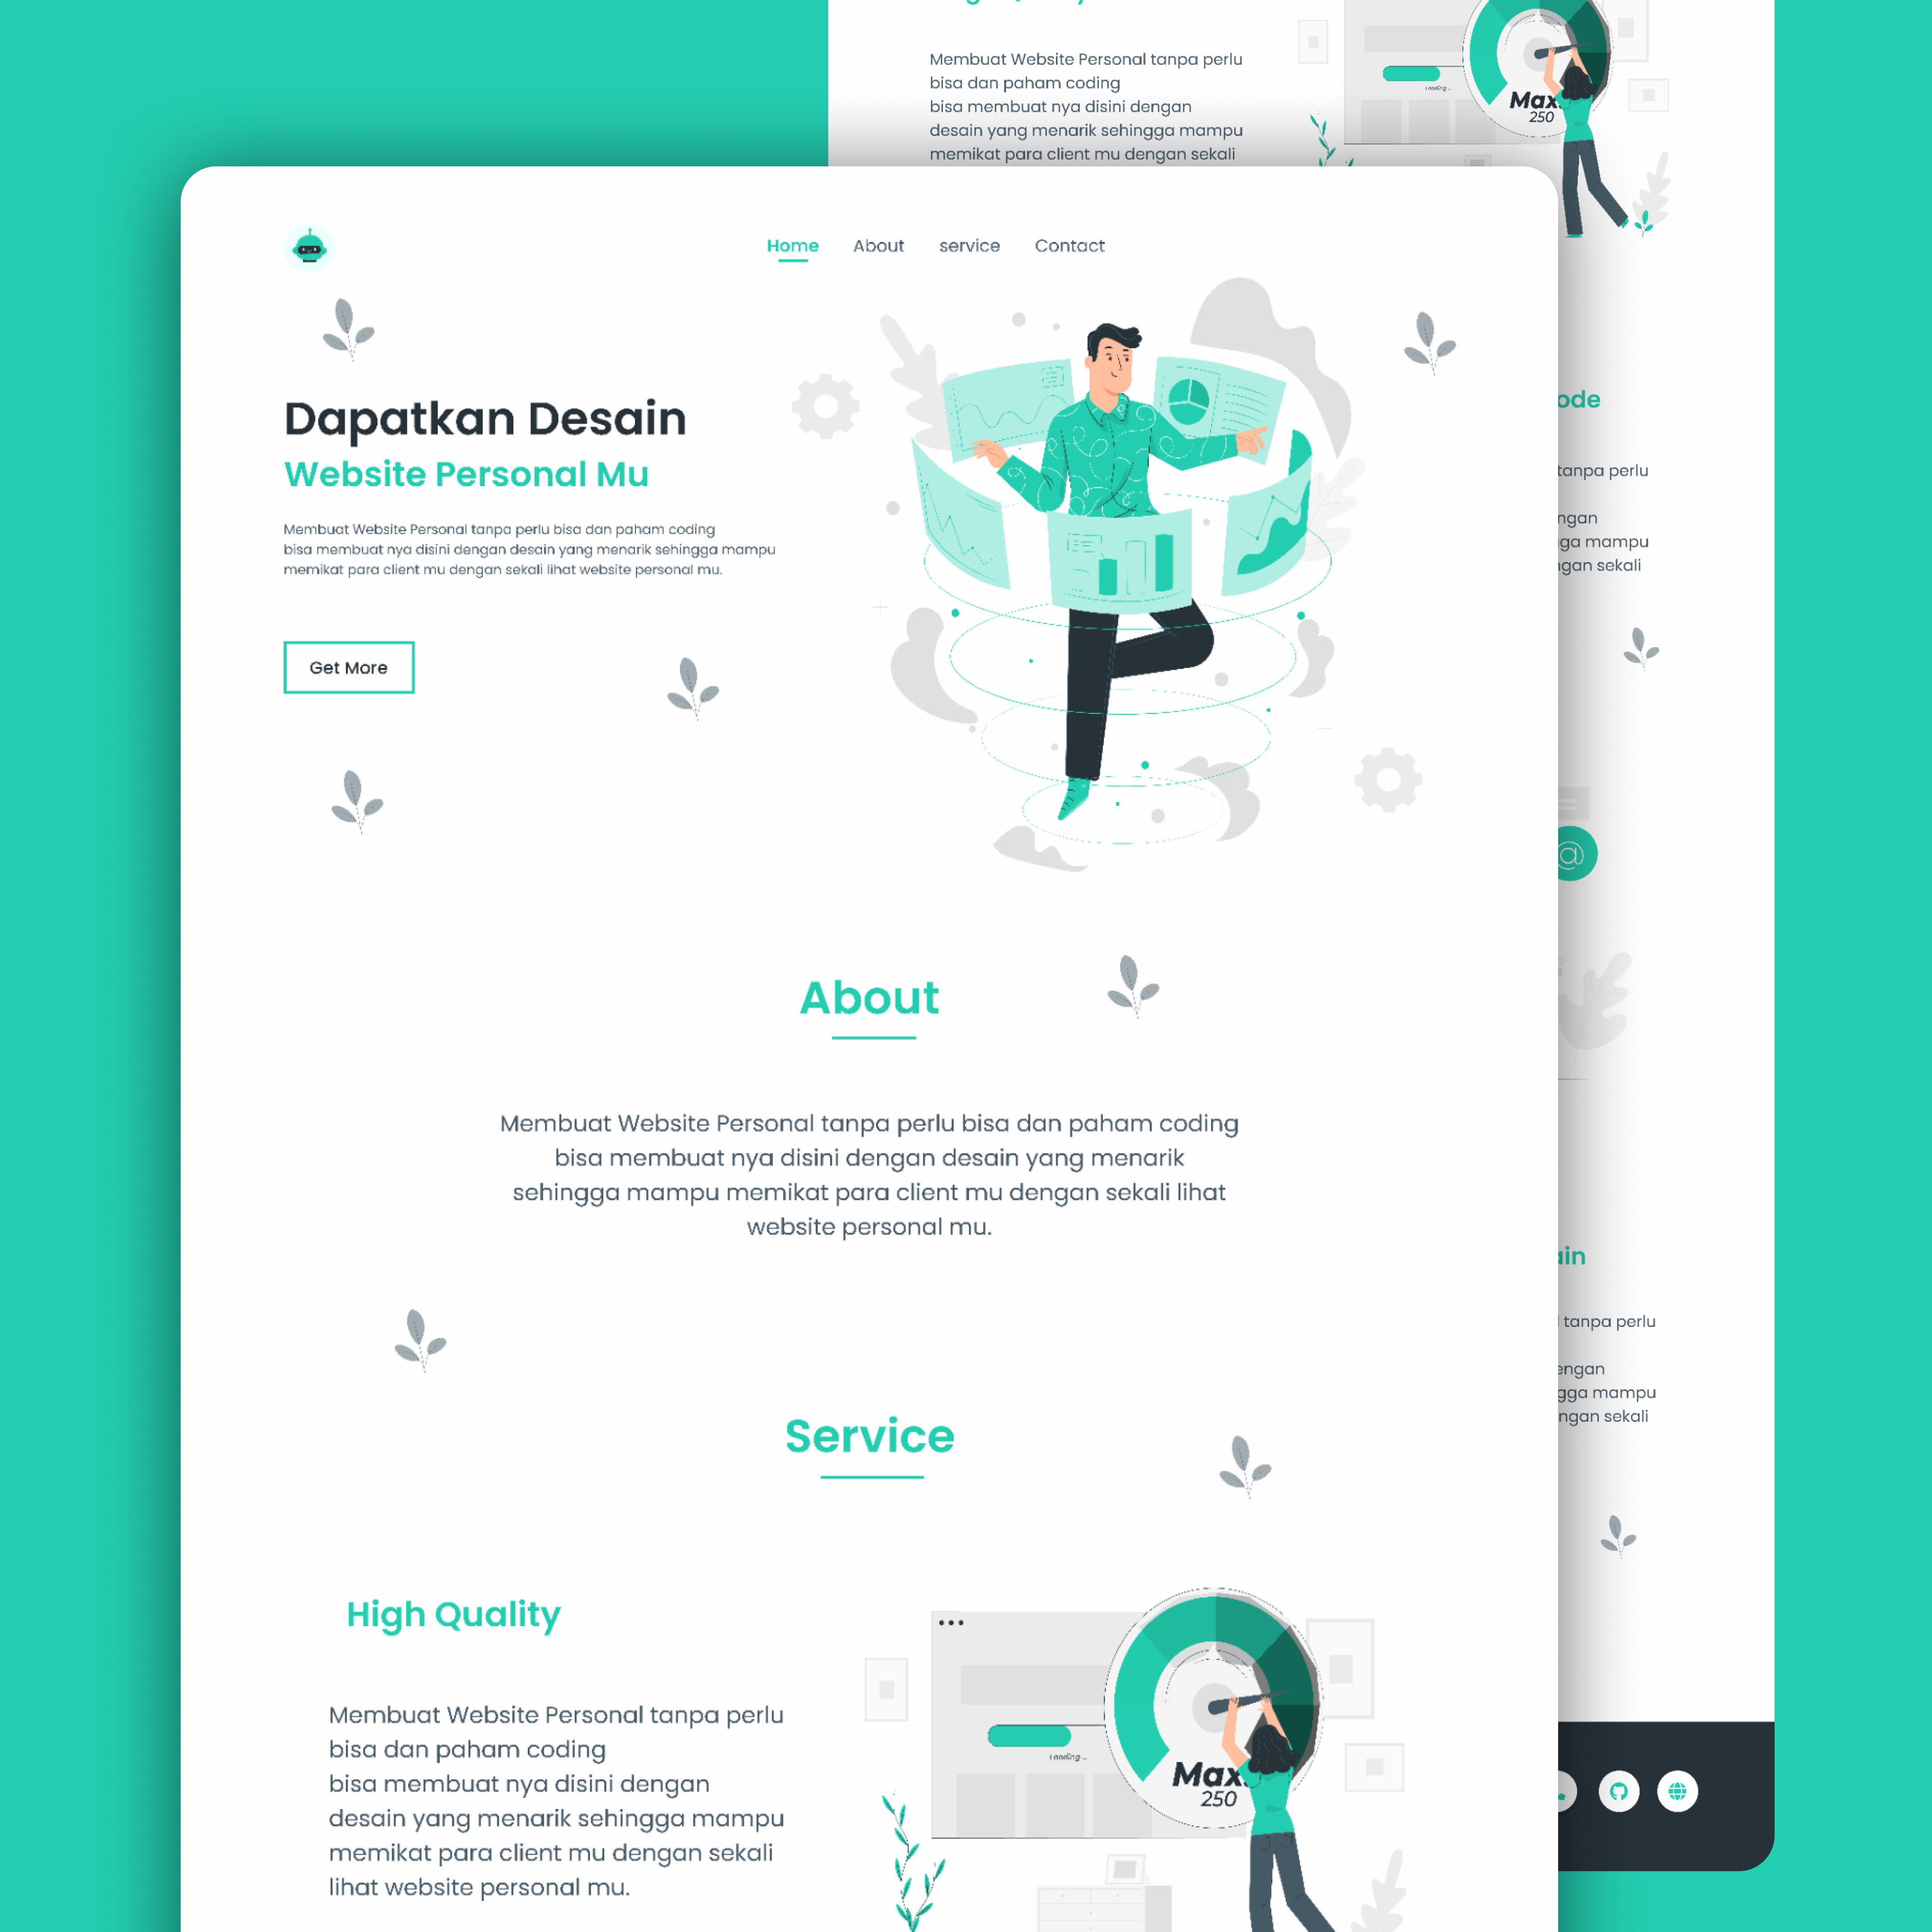 Membuat Website Personal tanpa perlu
bisa dan paham coding
bisa membuat nya disini dengan
desain yang menarik sehingga mampu
memikat para client mu dengan sekali
Loading ...
Max
250
Home About service Contact
Dapatkan Desain
Website Personal Mu
Membuat Website Personal tanpa perlu bisa dan paham coding
bisa membuat nya disini dengan desain yang menarik sehingga mampu
memikat para client mu dengan sekali lihat website personal mu.
Get More
About
Membuat Website Personal tanpa perlu bisa dan paham coding
bisa membuat nya disini dengan desain yang menarik
sehingga mampu memikat para client mu dengan sekali lihat
website personal mu.
Service
High Quality
Membuat Website Personal tanpa perlu
bisa dan paham coding
bisa membuat nya disini dengan
desain yang menarik sehingga mampu
memikat para client mu dengan sekali
lihat website personal mu.
Loading ...
Max
250
ode
tanpa perlu
ngan
ga mampu
ngan sekali
@
ain
tanpa perlu
engan
gga mampu
ngan sekali